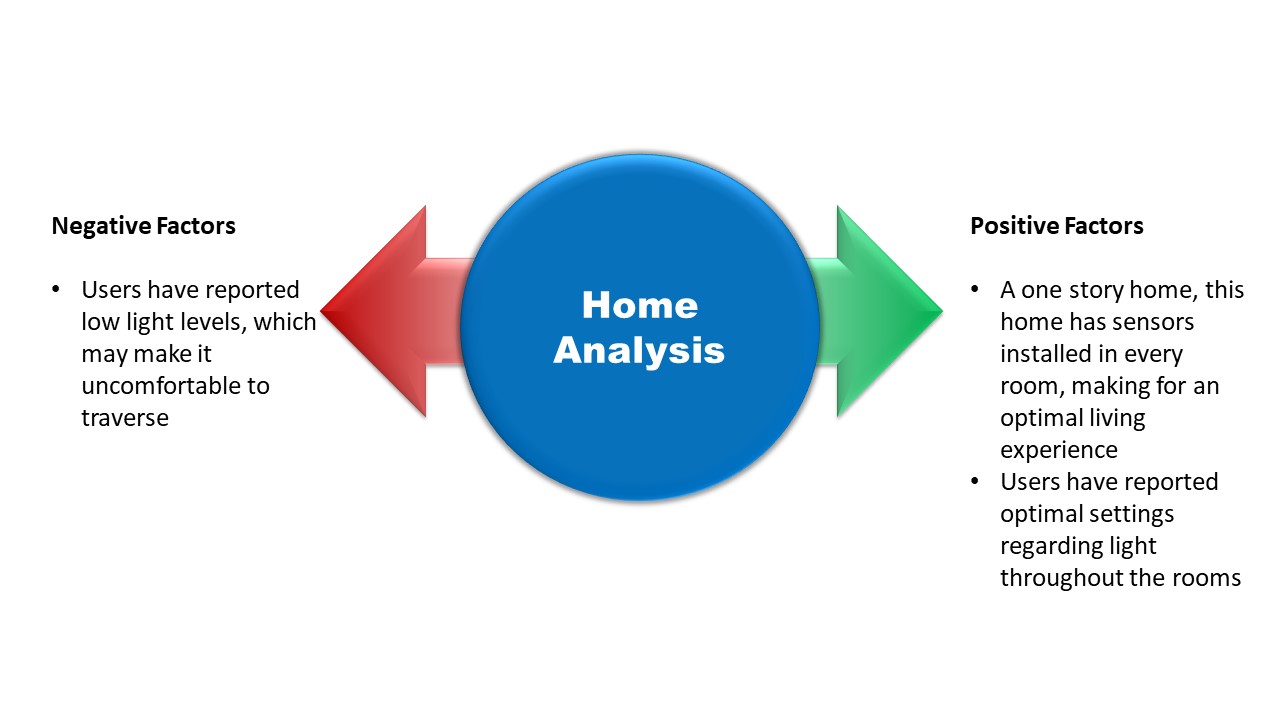 Negative Factors
• Users have reported
low light levels, which
may make it
uncomfortable to
traverse
Home
Analysis
Positive Factors
• A one story home, this
home has sensors
installed in every
room, making for an
optimal living
experience
• Users have reported
optimal settings
regarding light
throughout the rooms